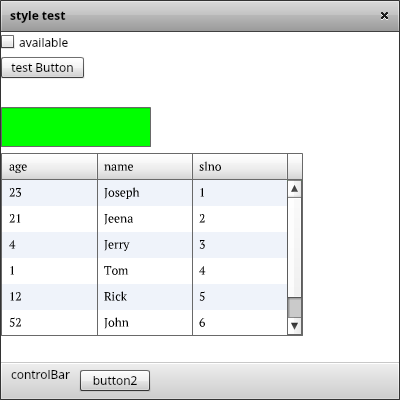 style test
available
test Button
age name slno
23 Joseph 1
21 Jeena 2
4 Jerry 3
1 Tom 4
12 Rick 5
52 John 6
controlBar button2